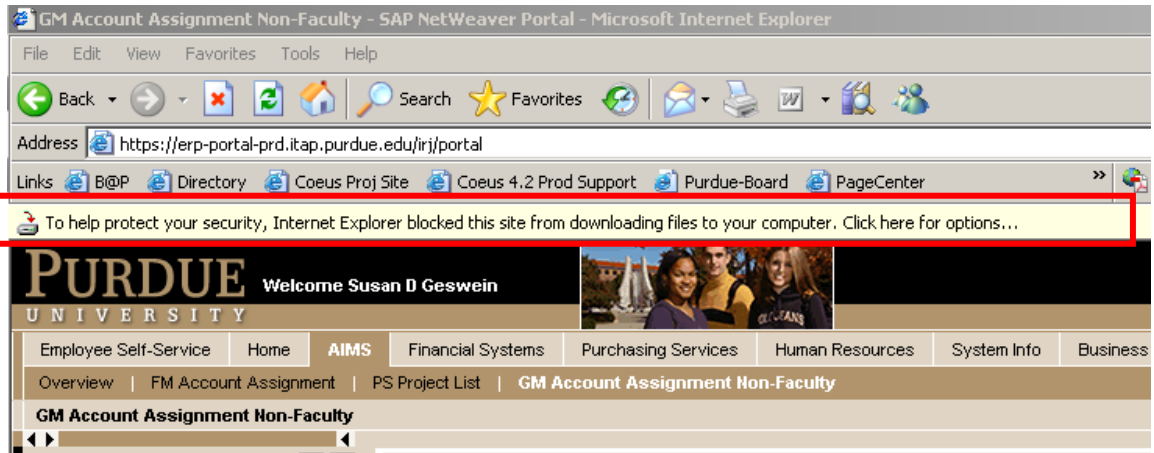 GM Account Assignment Non-Faculty - SAP NetWeaver Portal - Microsoft Internet Explorer
File Edit View Favorites Tools Help
Back Search Favorites
Address https://erp-portal-prd.itap.purdue.edu/irj/portal
Links B@P Directory Coeus Proj Site Coeus 4.2 Prod Support Purdue-Board PageCenter »
To help protect your security, Internet Explorer blocked this site from downloading files to your computer. Click here for options...
PURDUE Welcome Susan D Geswein
UNIVERSITY
Employee Self-Service Home AIMS Financial Systems Purchasing Services Human Resources System Info Business
Overview | FM Account Assignment | PS Project List | GM Account Assignment Non-Faculty
GM Account Assignment Non-Faculty